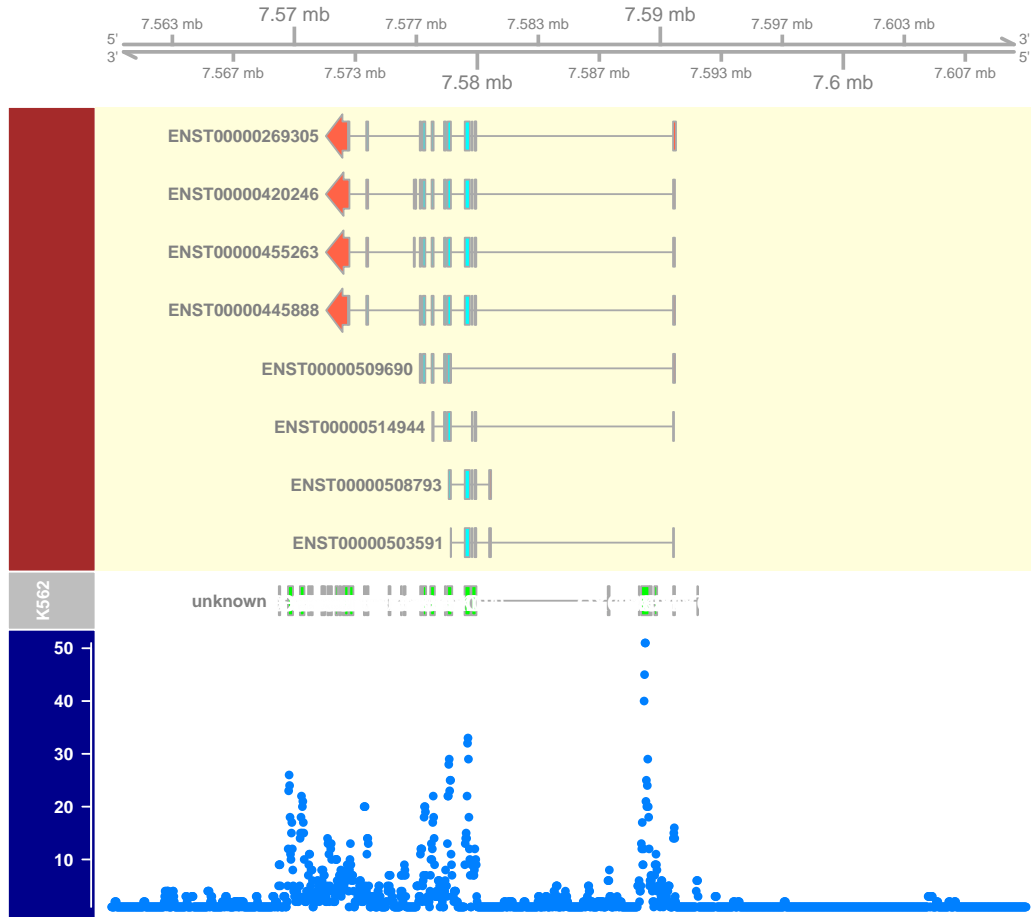 7.563 mb 7.57 mb 7.577 mb 7.583 mb 7.59 mb 7.597 mb 7.603 mb
5' 3'
3' 5'
7.567 mb 7.573 mb 7.58 mb 7.587 mb 7.593 mb 7.6 mb 7.607 mb
ENST00000269305
ENST00000420246
ENST00000455263
ENST00000445888
ENST00000509690
ENST00000514944
ENST00000508793
ENST00000503591
K562
unknown
50
40
30
20
10